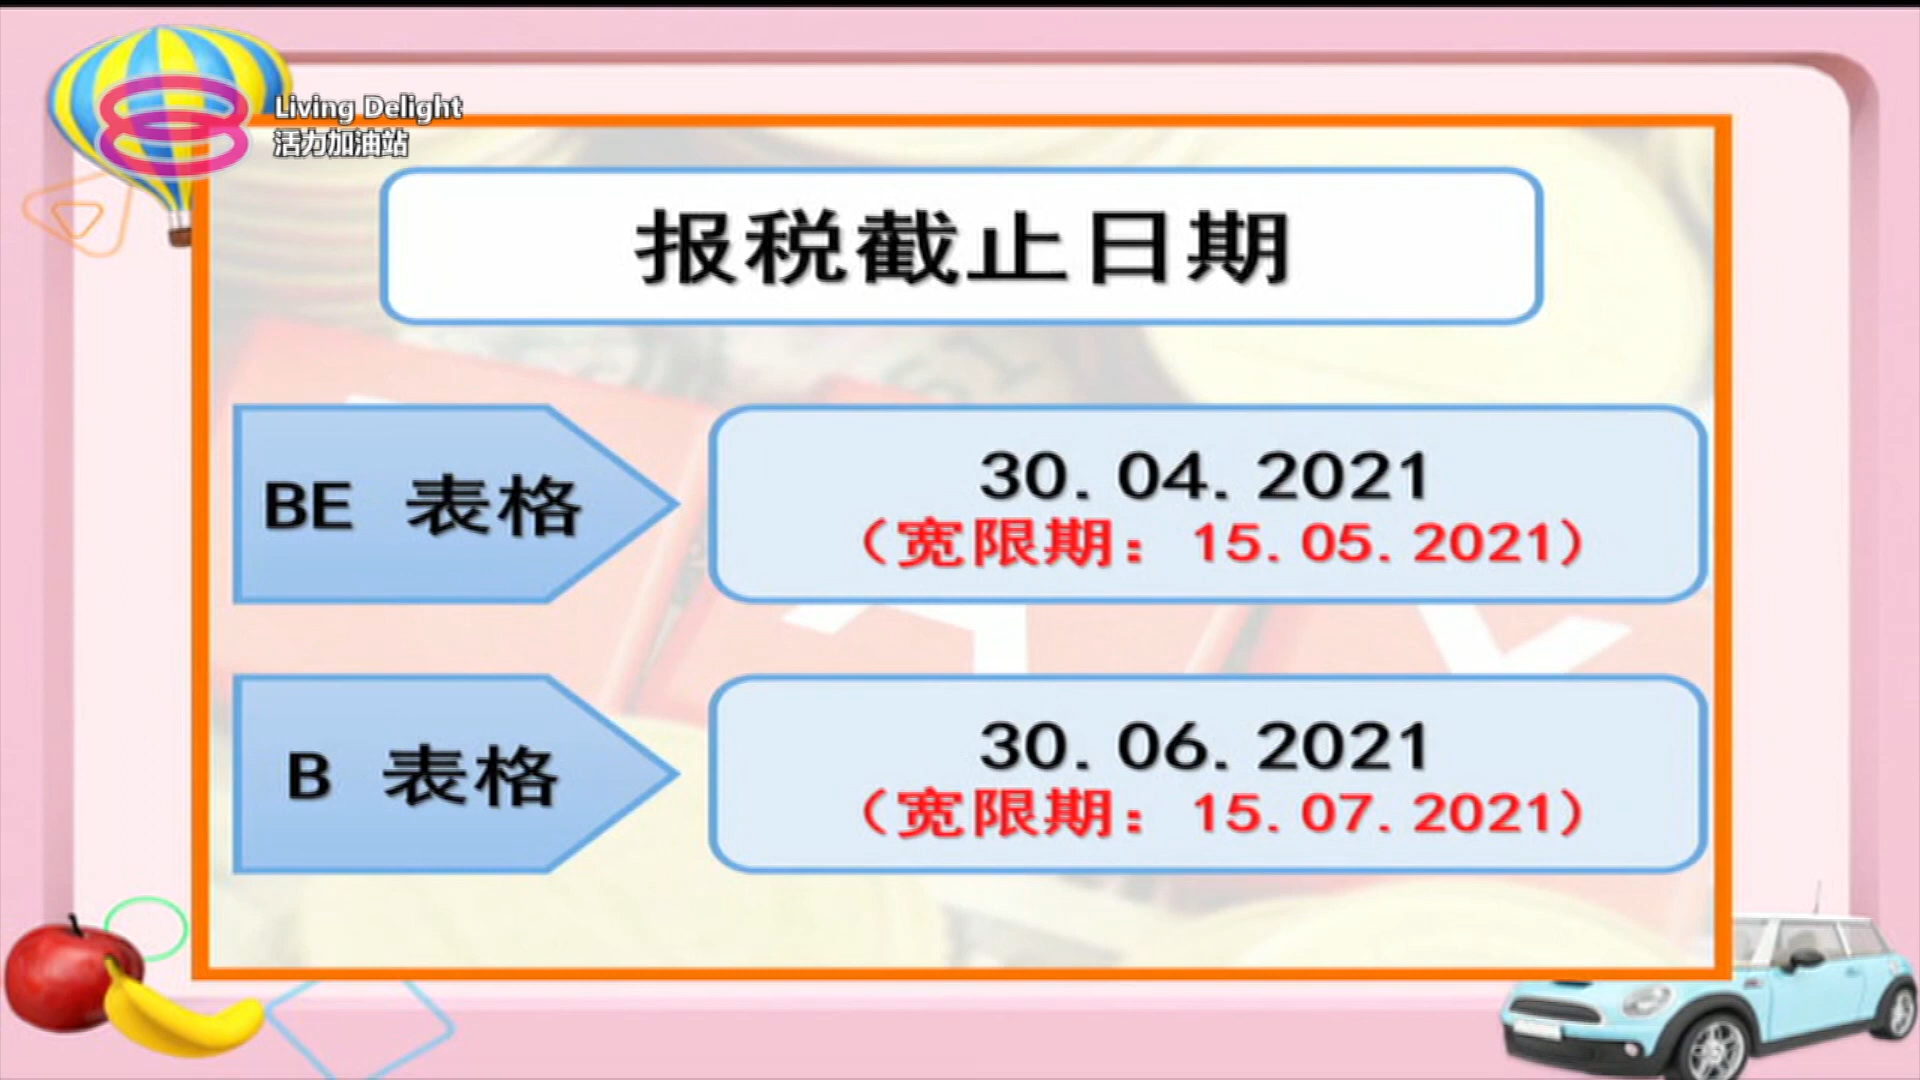 Living Delight
活力加油站
报税截止日期
BE 表格
30.04.2021
（宽限期：15.05.2021）
B 表格
30.06.2021
（宽限期：15.07.2021）